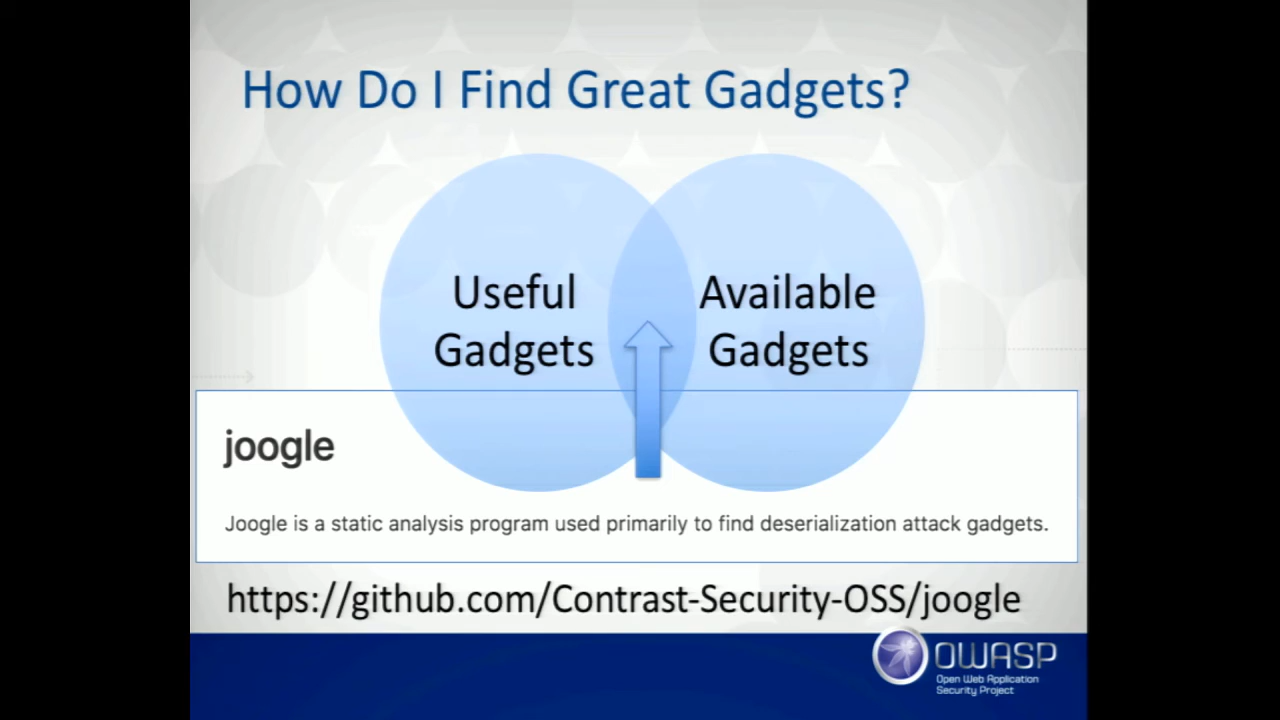 How Do I Find Great Gadgets?
Useful
Gadgets
Available
Gadgets
joogle
Joogle is a static analysis program used primarily to find deserialization attack gadgets.
https://github.com/Contrast-Security-OSS/joogle
OWASP
Open Web Application
Security Project